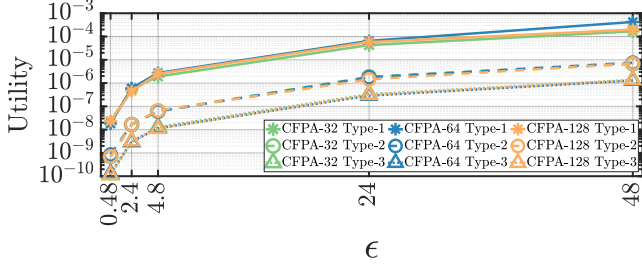 10^-3
10^-4
10^-5
10^-6
10^-7
10^-8
10^-9
10^-10
Utility
CFPA-32 Type-1 CFPA-64 Type-1 CFPA-128 Type-1
CFPA-32 Type-2 CFPA-64 Type-2 CFPA-128 Type-2
CFPA-32 Type-3 CFPA-64 Type-3 CFPA-128 Type-3
0.48 2.4 4.8 24 48
ϵ